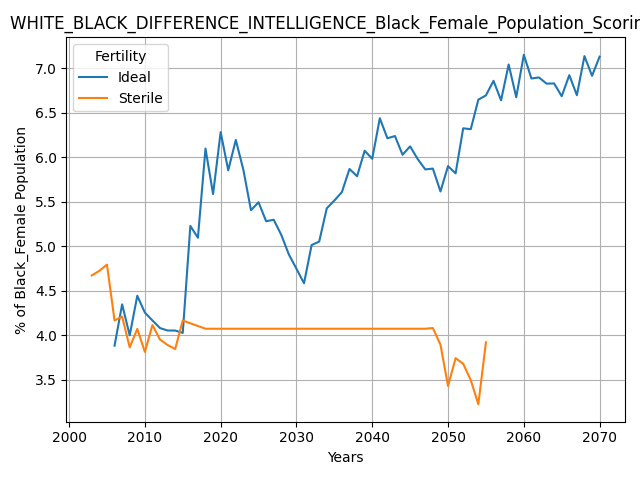 WHITE_BLACK_DIFFERENCE_INTELLIGENCE_Black_Female_Population_Scorin
Fertility
Ideal
Sterile
7.0
6.5
6.0
5.5
5.0
4.5
4.0
3.5
% of Black_Female Population
2000 2010 2020 2030 2040 2050 2060 2070
Years